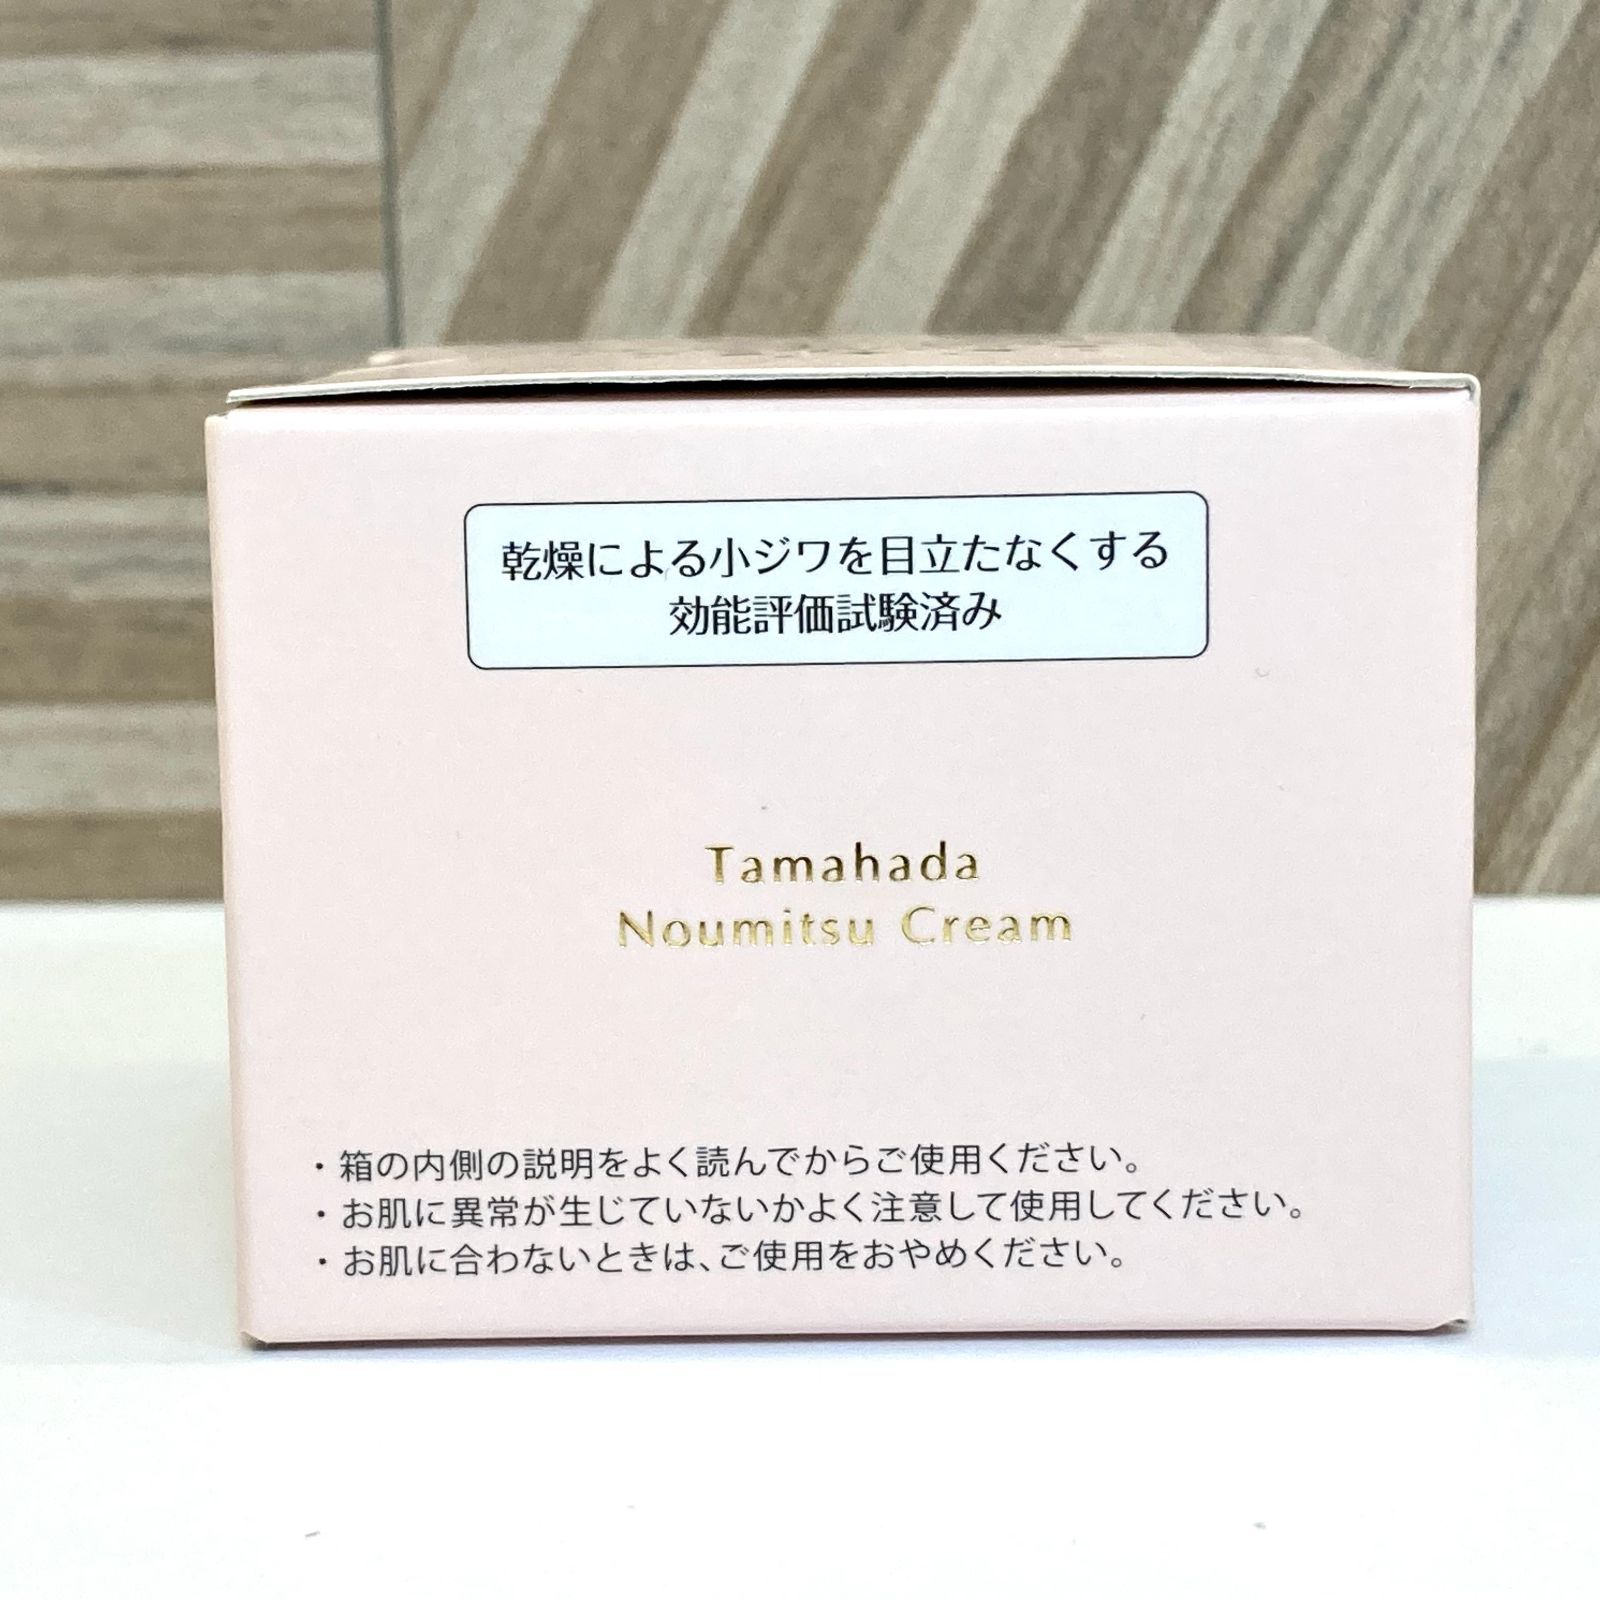 乾燥による小ジワを目立たなくする
効能評価試験済み
Tamahada
Noumitsu Cream
・箱の内側の説明をよく読んでからご使用ください。
・お肌に異常が生じていないかよく注意して使用してください。
・お肌に合わないときは、ご使用をおやめください。